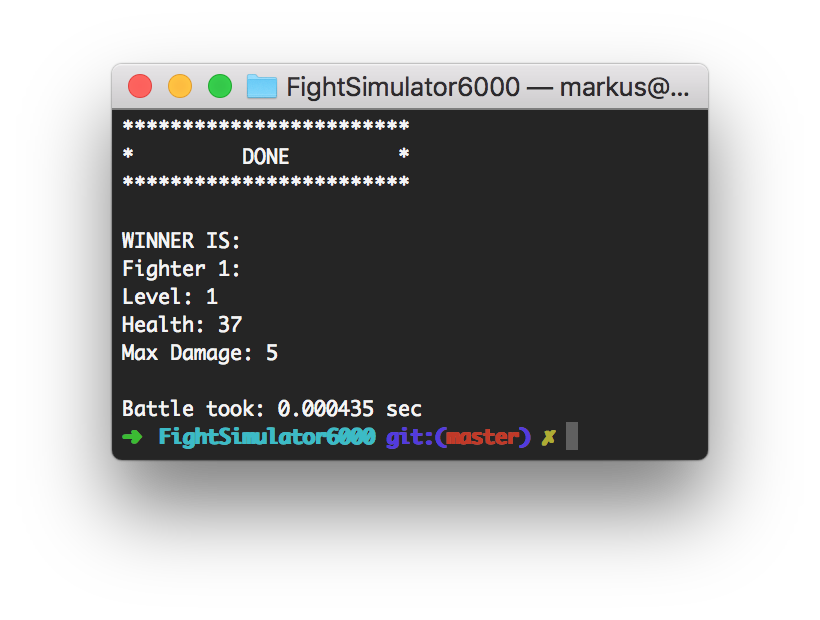 FightSimulator6000 — markus@...
************************
* DONE *
************************
WINNER IS:
Fighter 1:
Level: 1
Health: 37
Max Damage: 5
Battle took: 0.000435 sec
➜ FightSimulator6000 git:(master) ✗